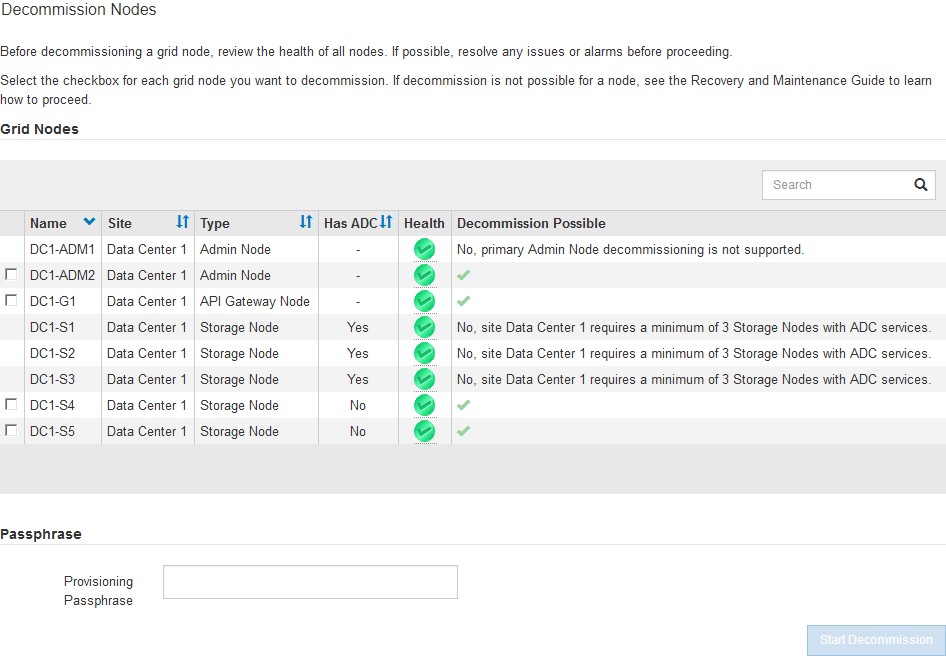 Decommission Nodes
Before decommissioning a grid node, review the health of all nodes. If possible, resolve any issues or alarms before proceeding.
Select the checkbox for each grid node you want to decommission. If decommission is not possible for a node, see the Recovery and Maintenance Guide to learn
how to proceed.
Grid Nodes
Search
Name Site Type Has ADC Health Decommission Possible
DC1-ADM1 Data Center 1 Admin Node - No, primary Admin Node decommissioning is not supported.
DC1-ADM2 Data Center 1 Admin Node -
DC1-G1 Data Center 1 API Gateway Node -
DC1-S1 Data Center 1 Storage Node Yes No, site Data Center 1 requires a minimum of 3 Storage Nodes with ADC services.
DC1-S2 Data Center 1 Storage Node Yes No, site Data Center 1 requires a minimum of 3 Storage Nodes with ADC services.
DC1-S3 Data Center 1 Storage Node Yes No, site Data Center 1 requires a minimum of 3 Storage Nodes with ADC services.
DC1-S4 Data Center 1 Storage Node No
DC1-S5 Data Center 1 Storage Node No
Passphrase
Provisioning
Passphrase
Start Decommission